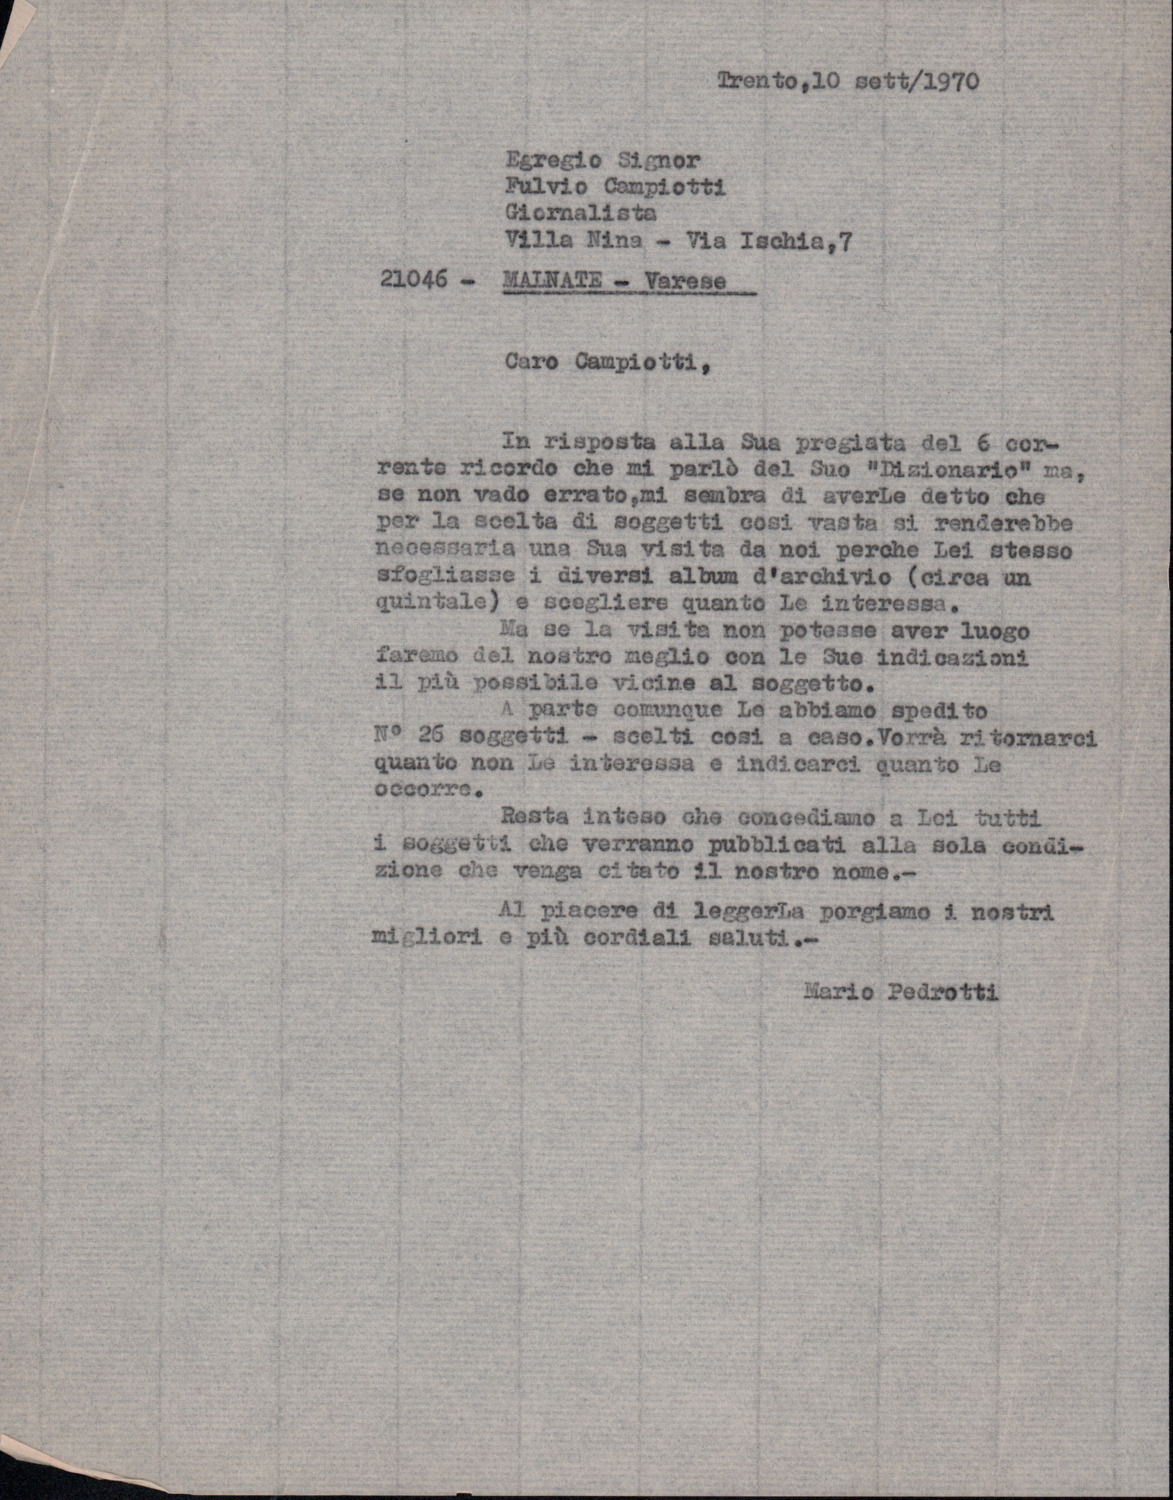 Trento,10 sett/1970
Egregio Signor
Fulvio Campiotti
Giornalista
Villa Nina - Via Ischia,7
21046 - MALNATE - Varese
Caro Campiotti,
In risposta alla Sua pregiata del 6 cor-
rente ricordo che mi parlò del Suo "Dizionario" ma,
se non vado errato,mi sembra di averLe detto che
per la scelta di soggetti cosi vasta si renderebbe
necessaria una Sua visita da noi perche Lei stesso
sfogliasse i diversi album d'archivio (circa un
quintale) e scegliere quanto Le interessa.
Ma se la visita non potesse aver luogo
faremo del nostro meglio con le Sue indicazioni
il più possibile vicine al soggetto.
A parte comunque Le abbiamo spedito
N° 26 soggetti - scelti cosi a caso.Vorrà ritornarci
quanto non Le interessa e indicarci quanto Le
occorre.
Resta inteso che concediamo a Lei tutti
i soggetti che verranno pubblicati alla sola condi-
zione che venga citato il nostro nome.-
Al piacere di leggerLa porgiamo i nostri
migliori e più cordiali saluti.-
Mario Pedrotti